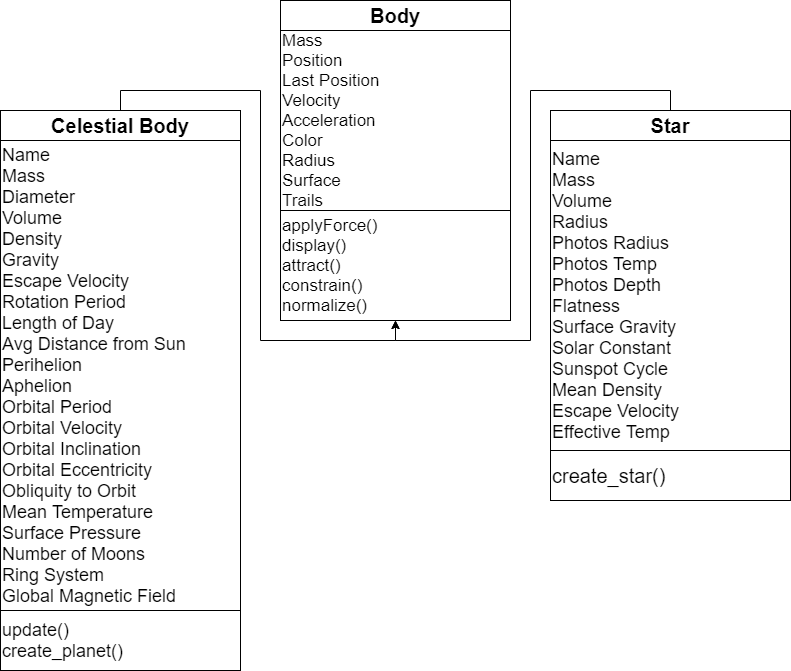 Body
Mass
Position
Last Position
Velocity
Acceleration
Color
Radius
Surface
Trails
applyForce()
display()
attract()
constrain()
normalize()
Celestial Body
Name
Mass
Diameter
Volume
Density
Gravity
Escape Velocity
Rotation Period
Length of Day
Avg Distance from Sun
Perihelion
Aphelion
Orbital Period
Orbital Velocity
Orbital Inclination
Orbital Eccentricity
Obliquity to Orbit
Mean Temperature
Surface Pressure
Number of Moons
Ring System
Global Magnetic Field
update()
create_planet()
Star
Name
Mass
Volume
Radius
Photos Radius
Photos Temp
Photos Depth
Flatness
Surface Gravity
Solar Constant
Sunspot Cycle
Mean Density
Escape Velocity
Effective Temp
create_star()